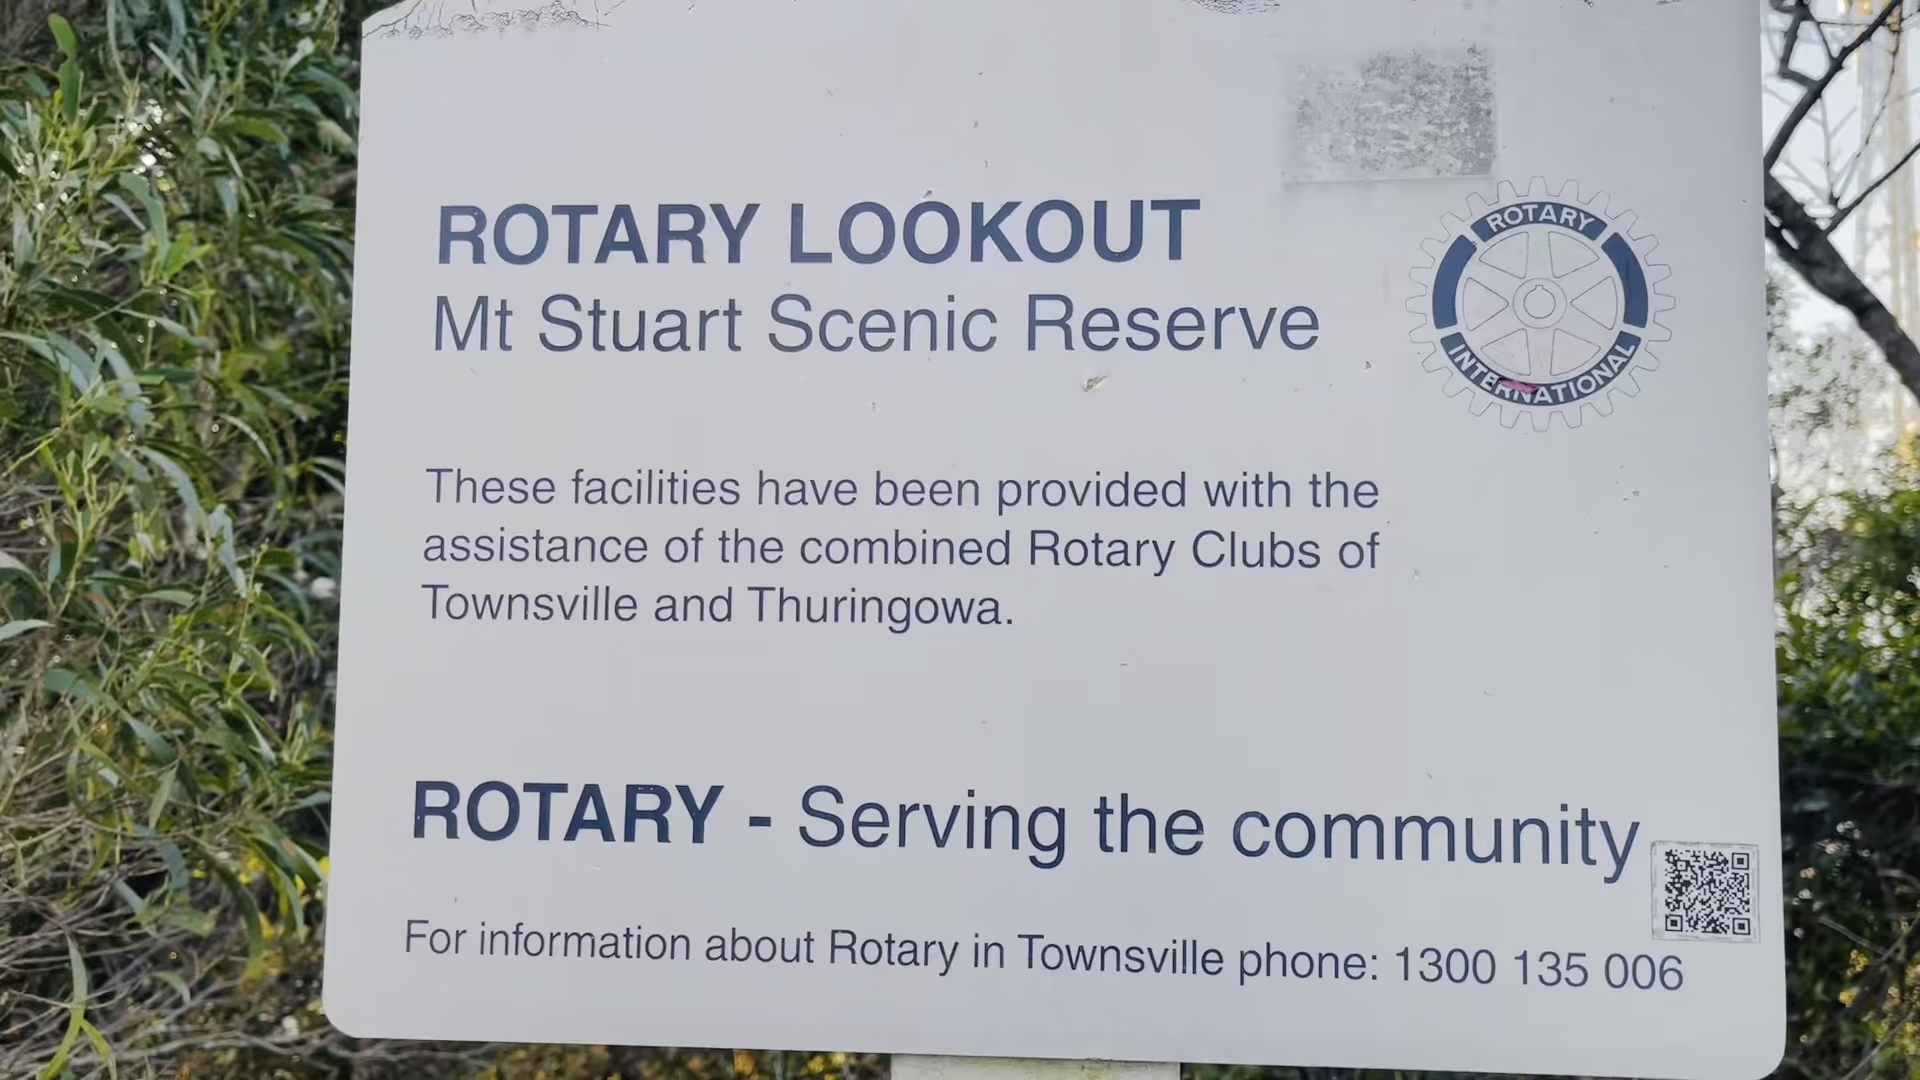 ROTARY LOOKOUT
Mt Stuart Scenic Reserve
ROTARY
INTERNATIONAL
These facilities have been provided with the
assistance of the combined Rotary Clubs of
Townsville and Thuringowa.
ROTARY - Serving the community
For information about Rotary in Townsville phone: 1300 135 006